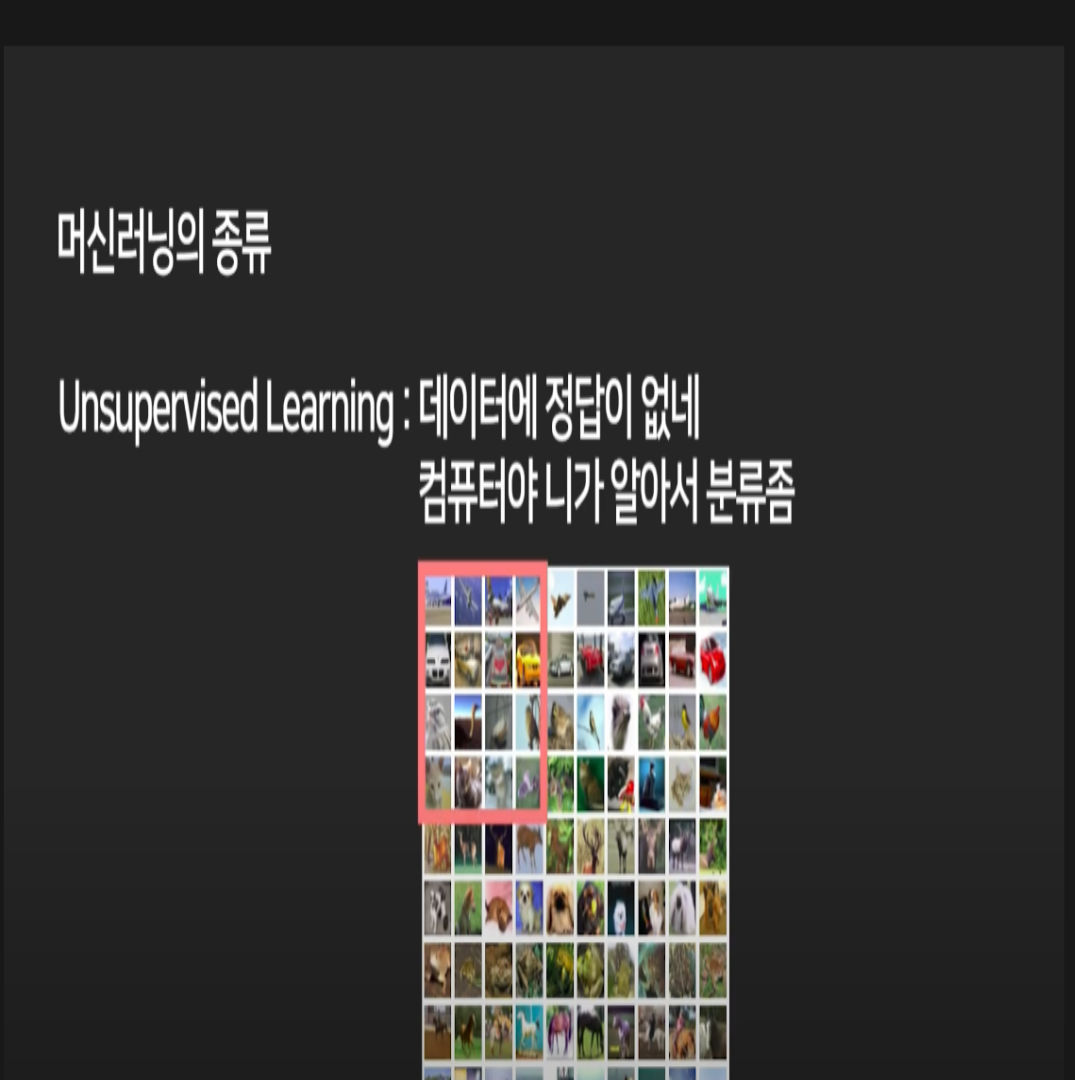 머신러닝의 종류
Unsupervised Learning : 데이터에 정답이 없네
컴퓨터야 니가 알아서 분류좀